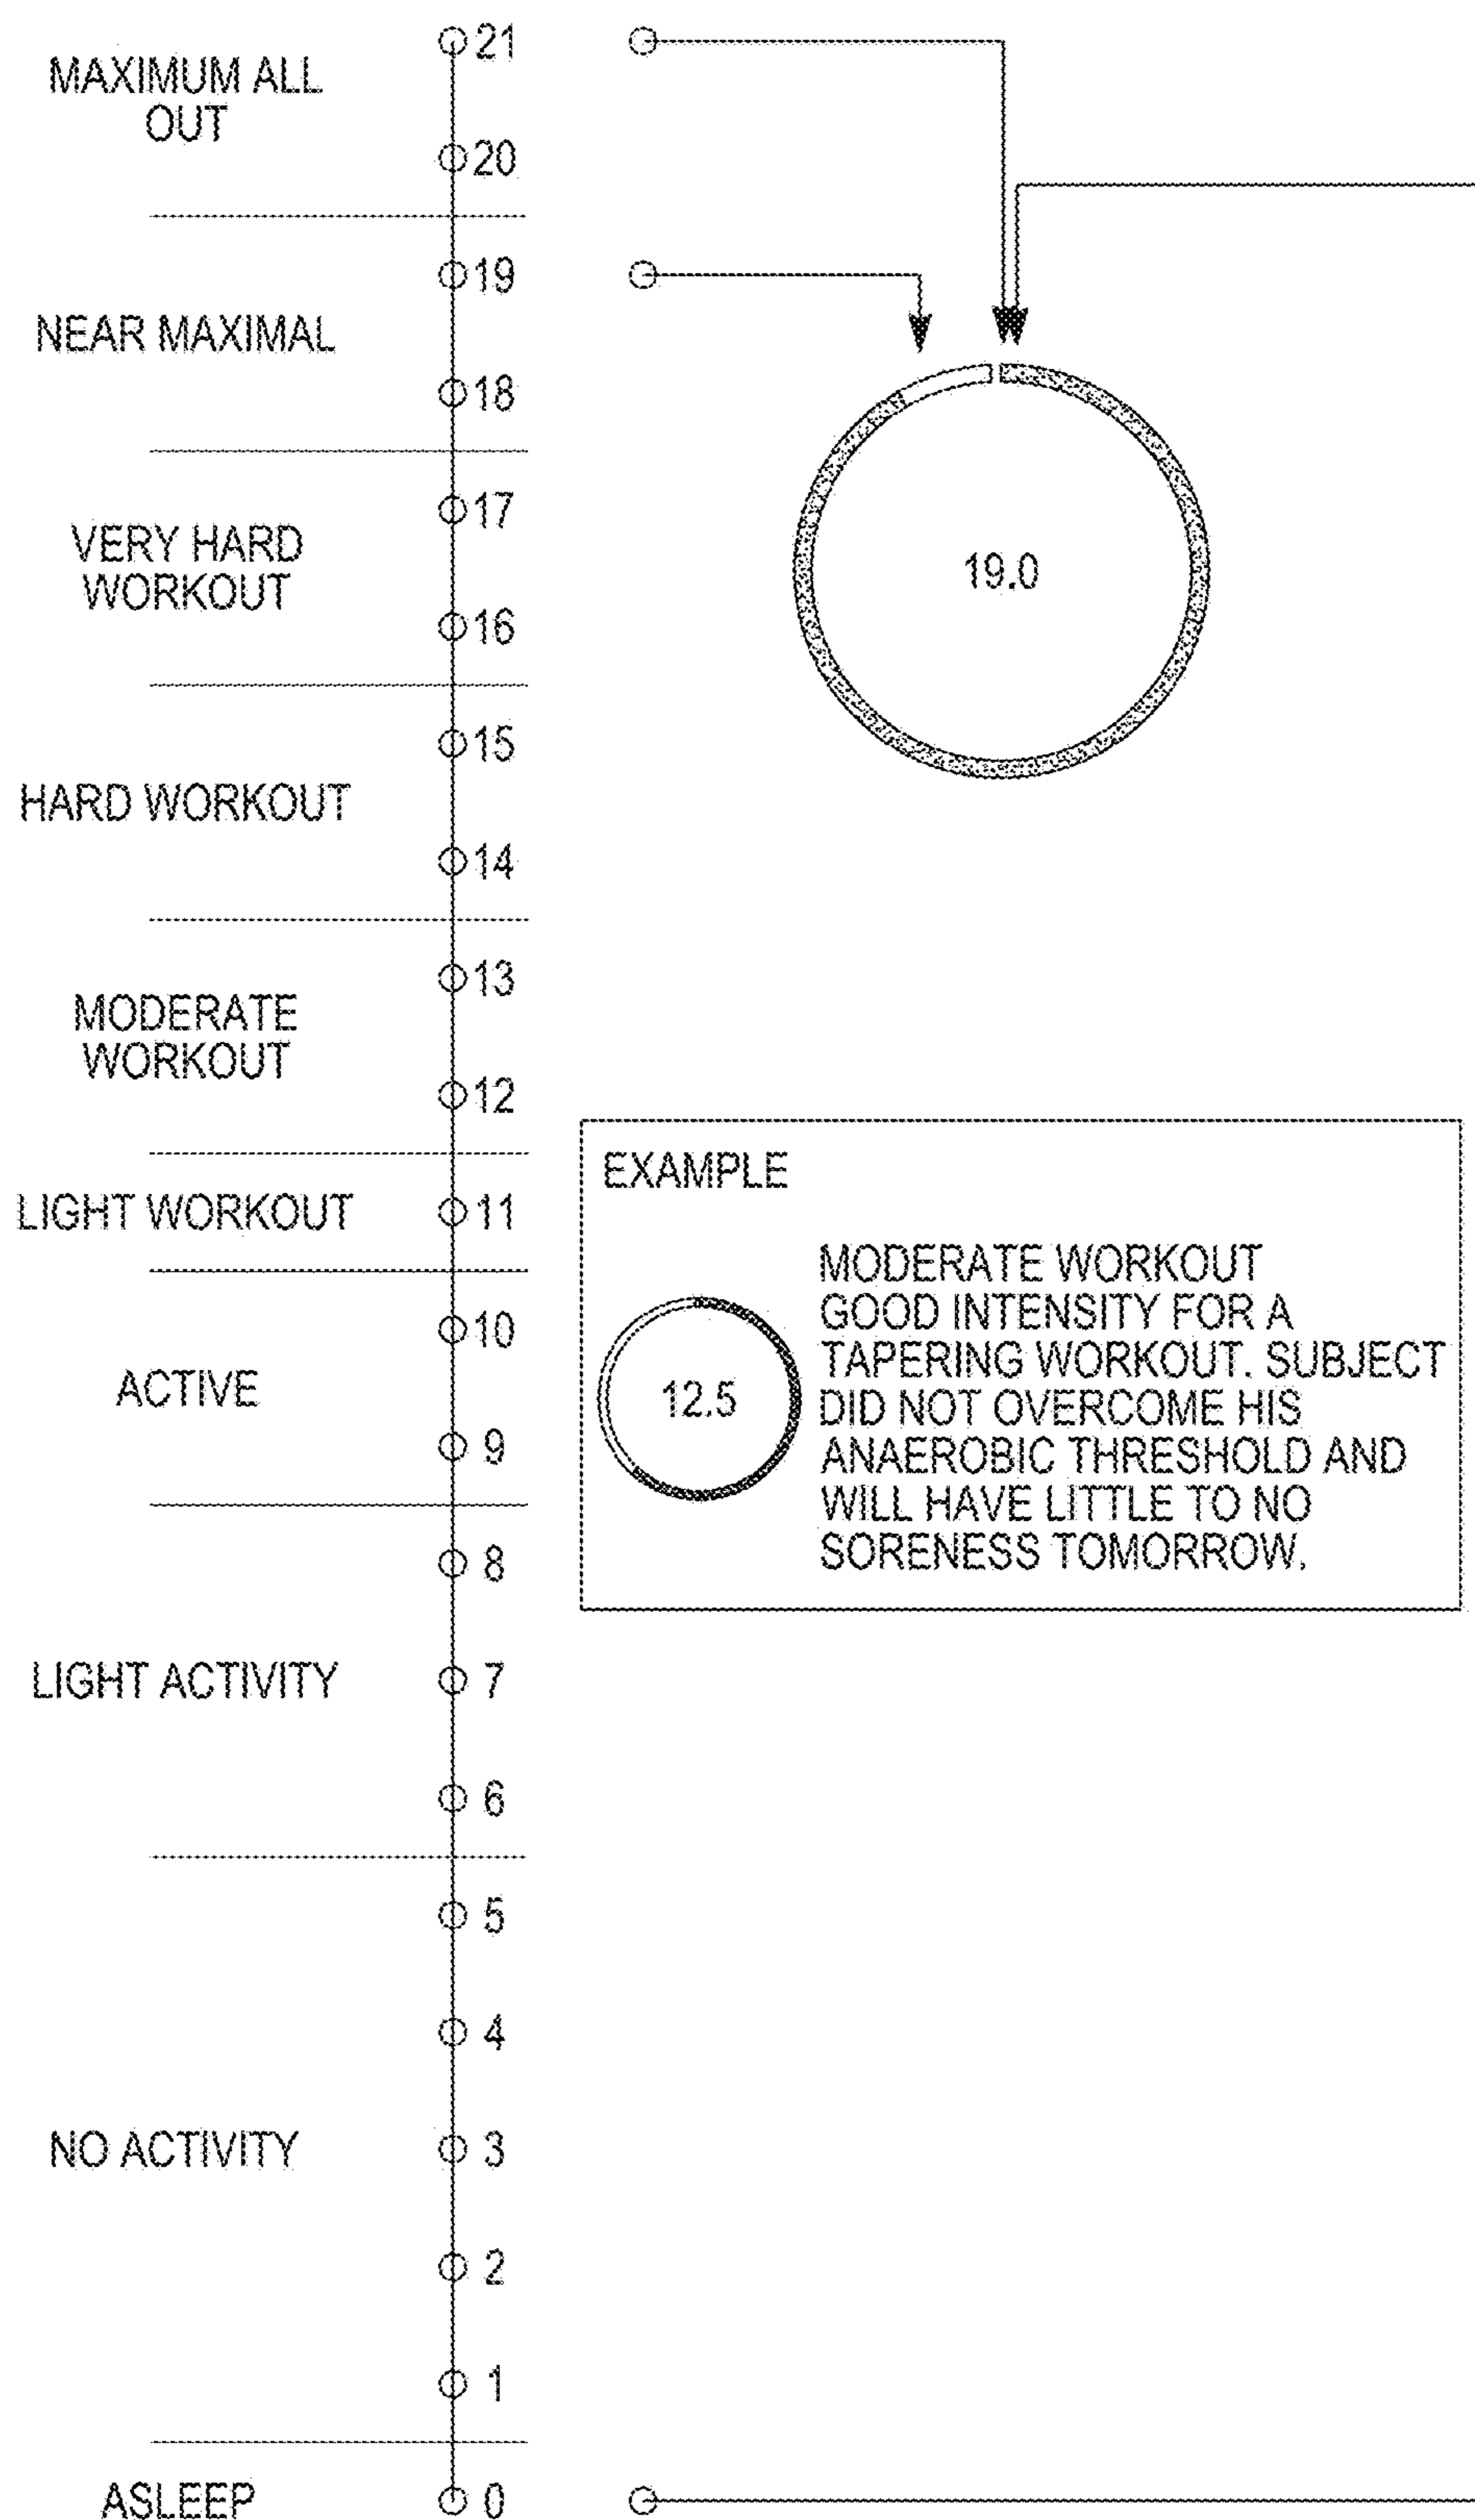 MAXIMUM ALL
OUT
21
20
NEAR MAXIMAL
19
18
VERY HARD
WORKOUT
17
16
19.0
HARD WORKOUT
15
14
MODERATE
WORKOUT
13
12
LIGHT WORKOUT
11
ACTIVE
10
9
EXAMPLE
12.5
MODERATE WORKOUT
GOOD INTENSITY FOR A
TAPERING WORKOUT. SUBJECT
DID NOT OVERCOME HIS
ANAEROBIC THRESHOLD AND
WILL HAVE LITTLE TO NO
SORENESS TOMORROW.
LIGHT ACTIVITY
8
7
6
NO ACTIVITY
5
4
3
2
1
ASLEEP
0